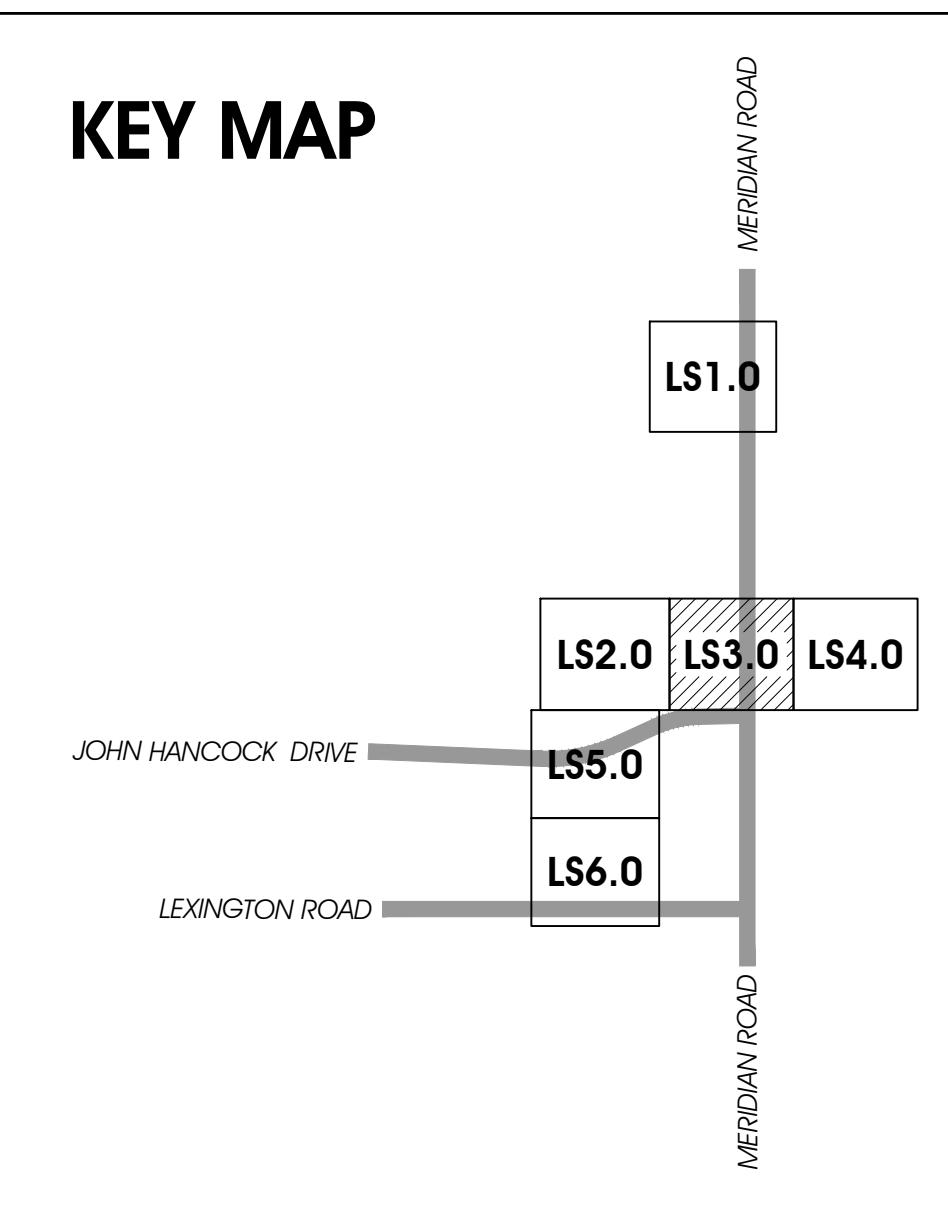 KEY MAP
MERIDIAN ROAD
LS1.0
LS2.0
LS3.0
LS4.0
JOHN HANCOCK DRIVE
LS5.0
LS6.0
LEXINGTON ROAD
MERIDIAN ROAD